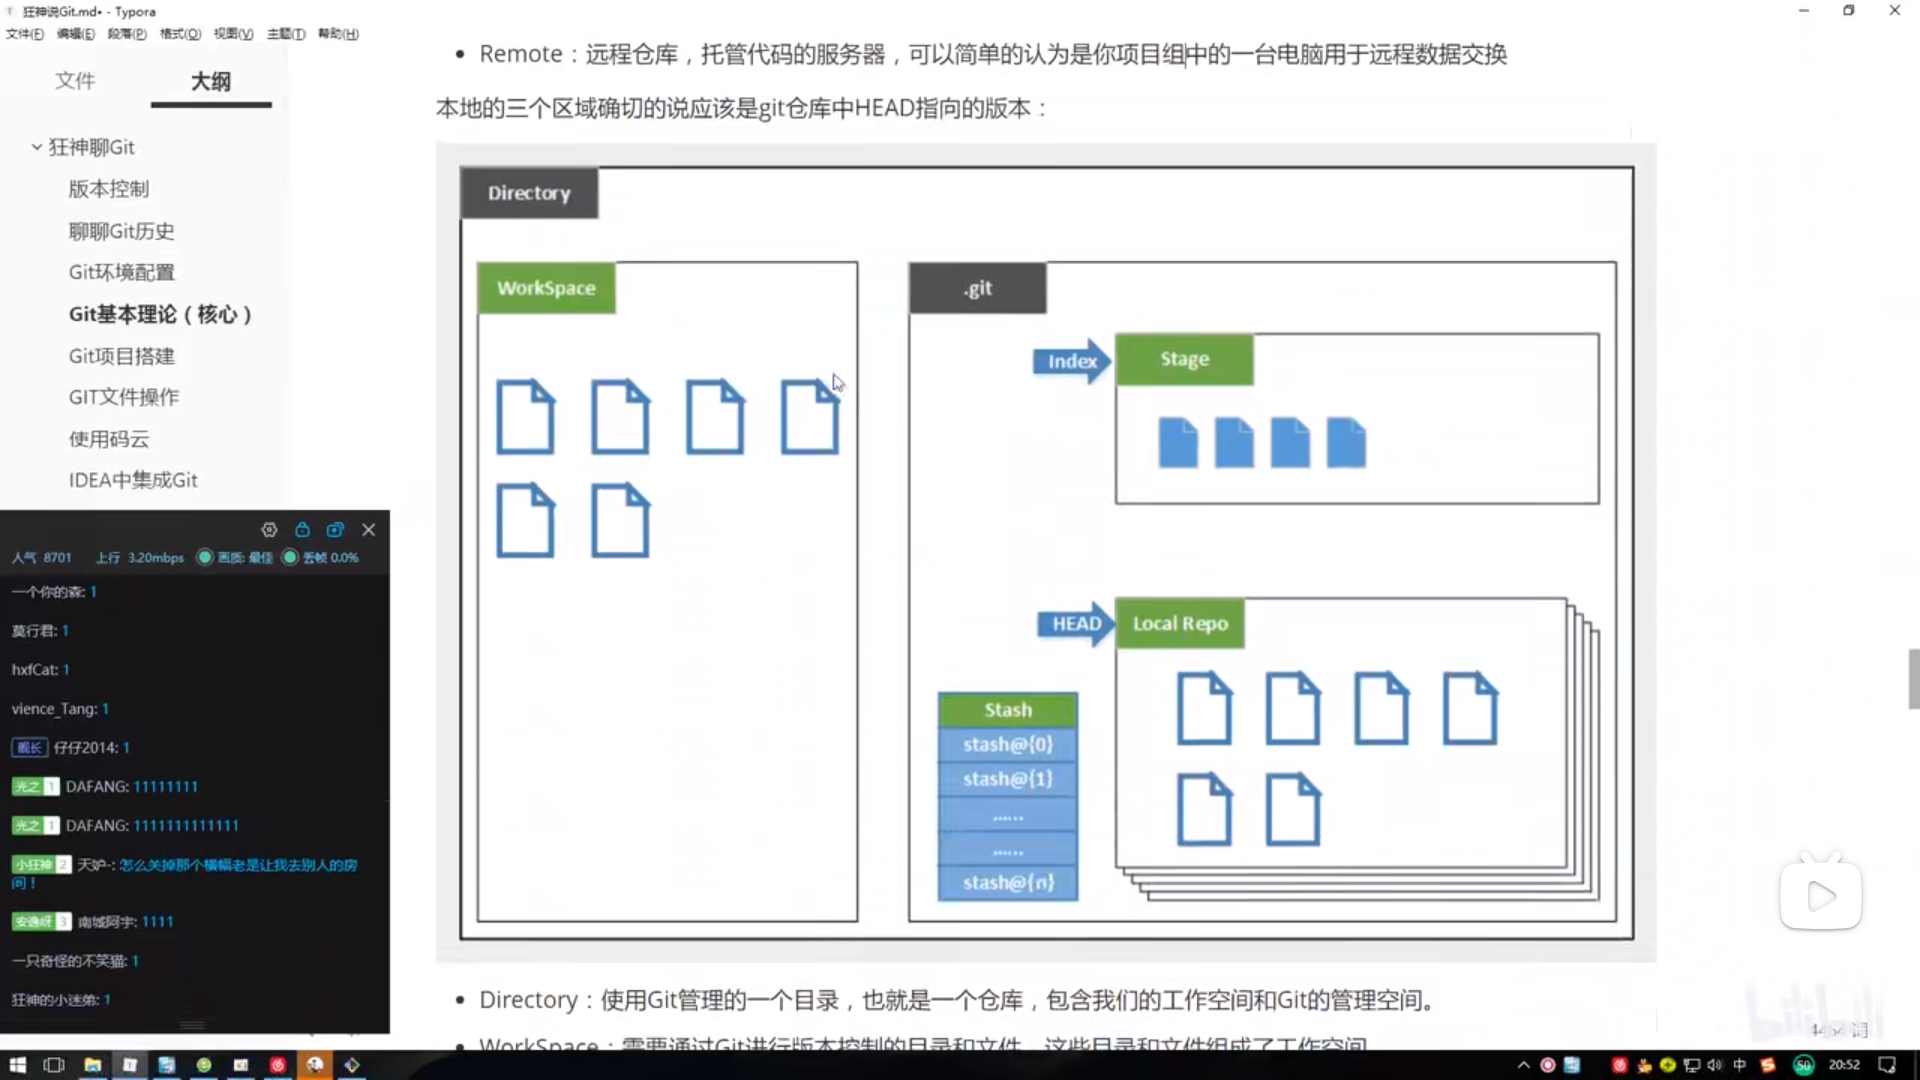 狂神说Git.md• - Typora
文件(F) 编辑(E) 段落(P) 格式(O) 视图(V) 主题(T) 帮助(H)
文件 大纲
狂神聊Git
版本控制
聊聊Git历史
Git环境配置
Git基本理论（核心）
Git项目搭建
GIT文件操作
使用码云
IDEA中集成Git
Remote：远程仓库，托管代码的服务器，可以简单的认为是你项目组中的一台电脑用于远程数据交换
本地的三个区域确切的说应该是git仓库中HEAD指向的版本：
Directory
WorkSpace
.git
Index
Stage
HEAD
Local Repo
Stash
stash@{0}
stash@{1}
......
......
stash@{n}
Directory：使用Git管理的一个目录，也就是一个仓库，包含我们的工作空间和Git的管理空间。
WorkSpace：需要通过Git进行版本控制的目录和文件，这些目录和文件组成了工作空间
人气 8701 上行 3.20mbps 画质: 最佳 丢帧 0.0%
一个你的森: 1
莫行君: 1
hxfCat: 1
vience_Tang: 1
舰长 仔仔2014: 1
光之 1 DAFANG: 11111111
光之 1 DAFANG: 1111111111111
小狂神 2 天妒-: 怎么关掉那个横幅老是让我去别人的房
间！
安逸呀 3 南城阿宇: 1111
一只奇怪的不笑猫: 1
狂神的小迷弟: 1
bilibili
中
50
20:52